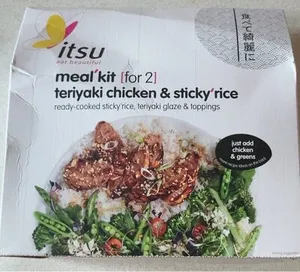 itsu
eat beautiful
食べて綺麗に
meal'kit [for 2]
teriyaki chicken & sticky'rice
ready-cooked sticky'rice, teriyaki glaze & toppings
just add
chicken
& greens